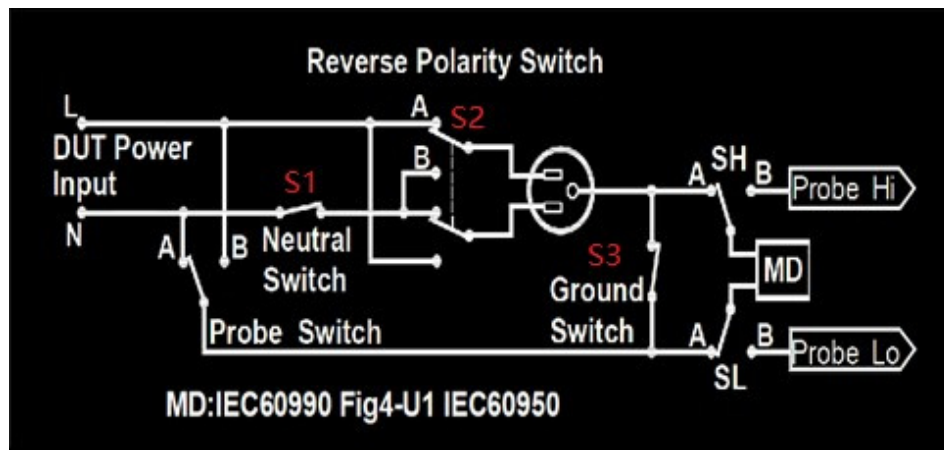 Reverse Polarity Switch
L
A
S2
DUT Power
Input
B
S1
SH
A
B
Probe Hi
N
A
B
Neutral
Switch
S3
Ground
Switch
MD
Probe Switch
A
B
Probe Lo
SL
MD:IEC60990 Fig4-U1 IEC60950